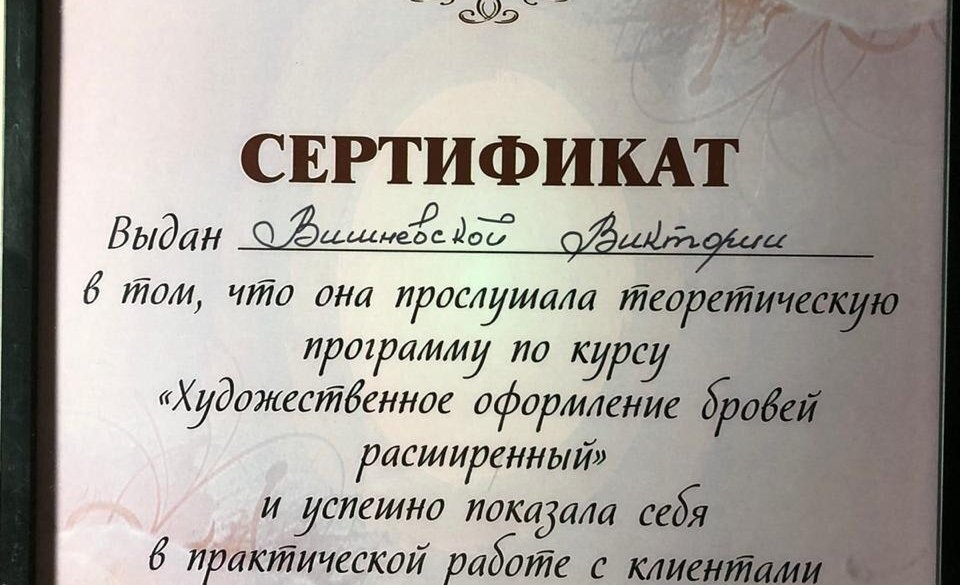 СЕРТИФИКАТ
Выдан Вишневской Виктории
в том, что она прослушала теоретическую
программу по курсу
«Художественное оформление бровей
расширенный»
и успешно показала себя
в практической работе с клиентами